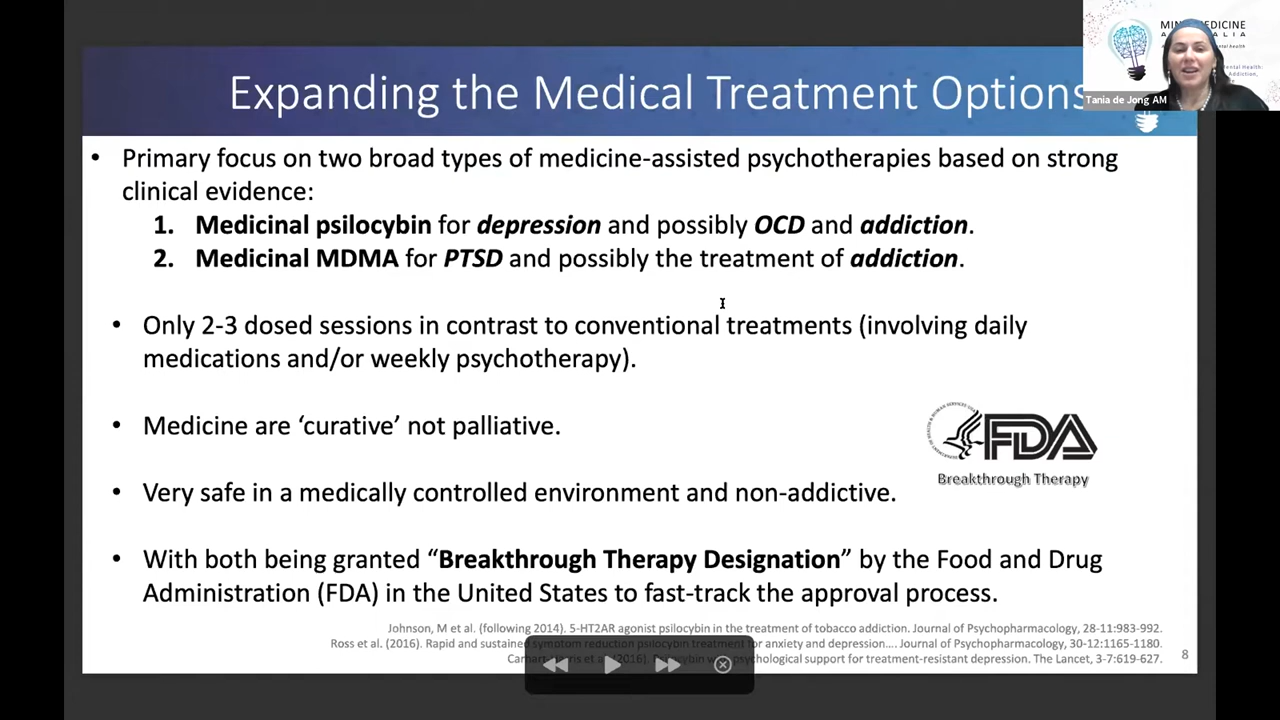 Expanding the Medical Treatment Options
MIND MEDICINE
Tania de Jong AM
• Primary focus on two broad types of medicine-assisted psychotherapies based on strong
clinical evidence:
1. Medicinal psilocybin for depression and possibly OCD and addiction.
2. Medicinal MDMA for PTSD and possibly the treatment of addiction.
• Only 2-3 dosed sessions in contrast to conventional treatments (involving daily
medications and/or weekly psychotherapy).
• Medicine are ‘curative’ not palliative.
FDA
Breakthrough Therapy
• Very safe in a medically controlled environment and non-addictive.
• With both being granted “Breakthrough Therapy Designation” by the Food and Drug
Administration (FDA) in the United States to fast-track the approval process.
Johnson, M et al. (following 2014). 5-HT2AR agonist psilocybin in the treatment of tobacco addiction. Journal of Psychopharmacology, 28-11:983-992.
Ross et al. (2016). Rapid and sustained symptom reduction psilocybin treatment for anxiety and depression.... Journal of Psychopharmacology, 30-12:1165-1180.
et al. (2016). psychological support for treatment-resistant depression. The Lancet, 3-7:619-627.
8